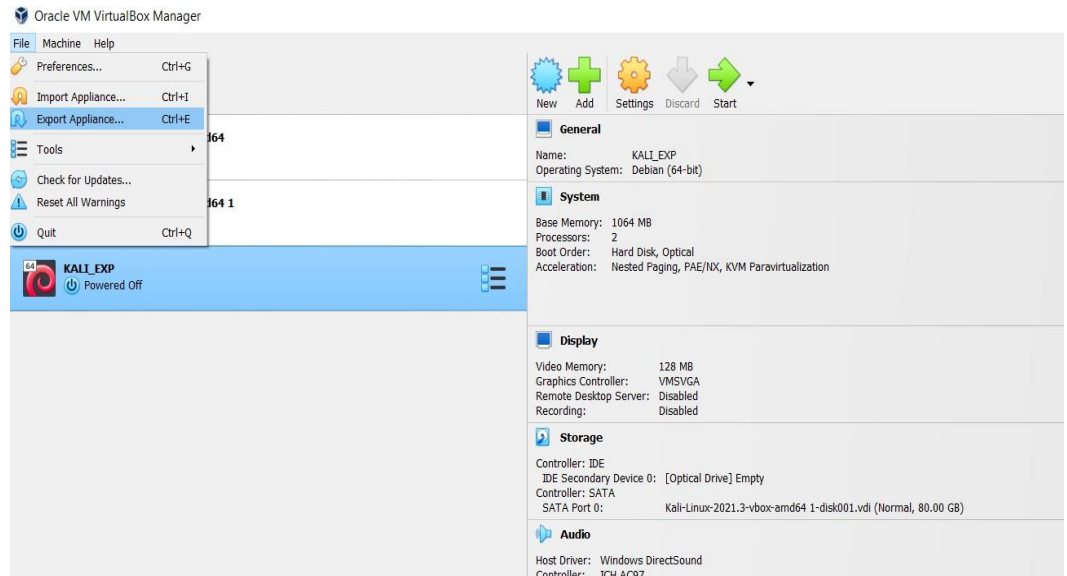 Oracle VM VirtualBox Manager
File Machine Help
Preferences... Ctrl+G
Import Appliance... Ctrl+I
Export Appliance... Ctrl+E
Tools
Check for Updates...
Reset All Warnings
Quit Ctrl+Q
d64
d64 1
64
KALI_EXP
Powered Off
New Add Settings Discard Start
General
Name: KALI_EXP
Operating System: Debian (64-bit)
System
Base Memory: 1064 MB
Processors: 2
Boot Order: Hard Disk, Optical
Acceleration: Nested Paging, PAE/NX, KVM Paravirtualization
Display
Video Memory: 128 MB
Graphics Controller: VMSVGA
Remote Desktop Server: Disabled
Recording: Disabled
Storage
Controller: IDE
IDE Secondary Device 0: [Optical Drive] Empty
Controller: SATA
SATA Port 0: Kali-Linux-2021.3-vbox-amd64 1-disk001.vdi (Normal, 80.00 GB)
Audio
Host Driver: Windows DirectSound
Controller: ICH AC97